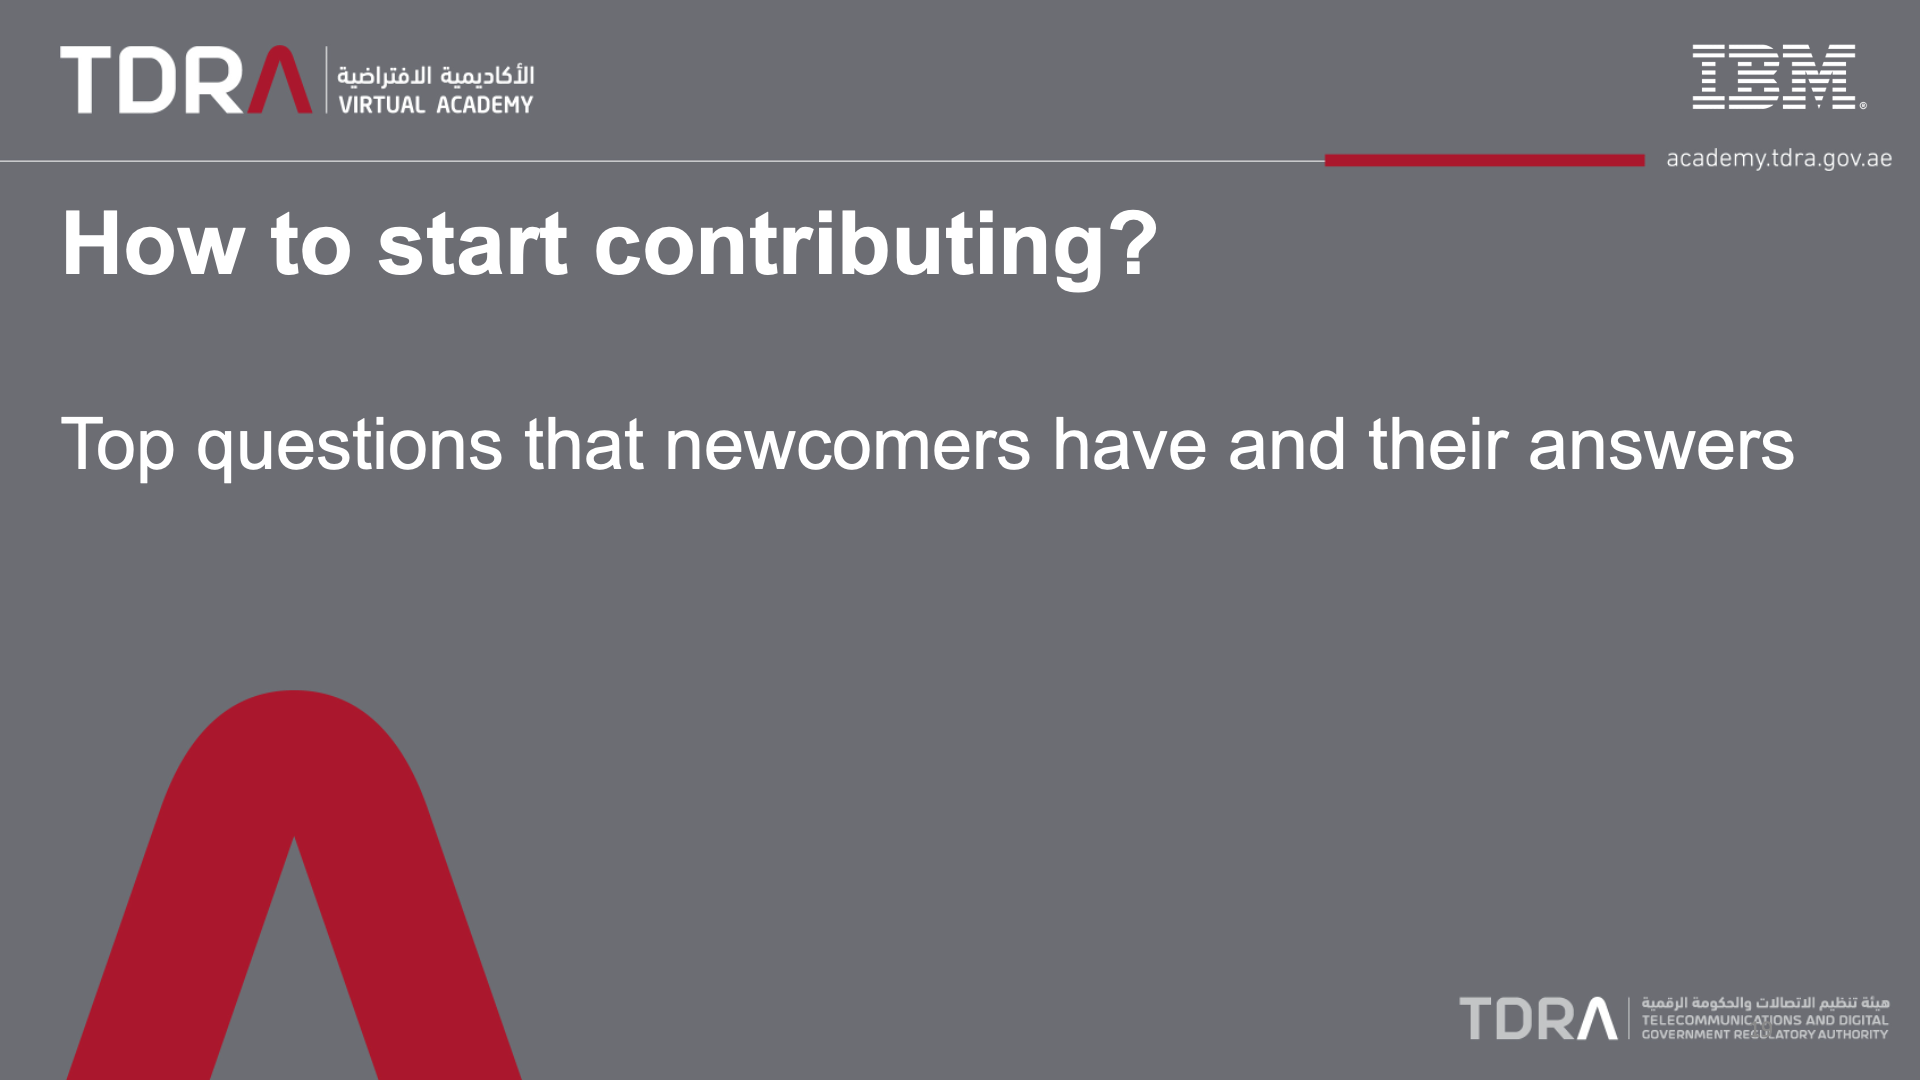 TDRA
الأكاديمية الافتراضية
VIRTUAL ACADEMY
IBM®
academy.tdra.gov.ae
How to start contributing?
Top questions that newcomers have and their answers
TDRA
هيئة تنظيم الاتصالات والحكومة الرقمية
TELECOMMUNICATIONS AND DIGITAL
GOVERNMENT REGULATORY AUTHORITY